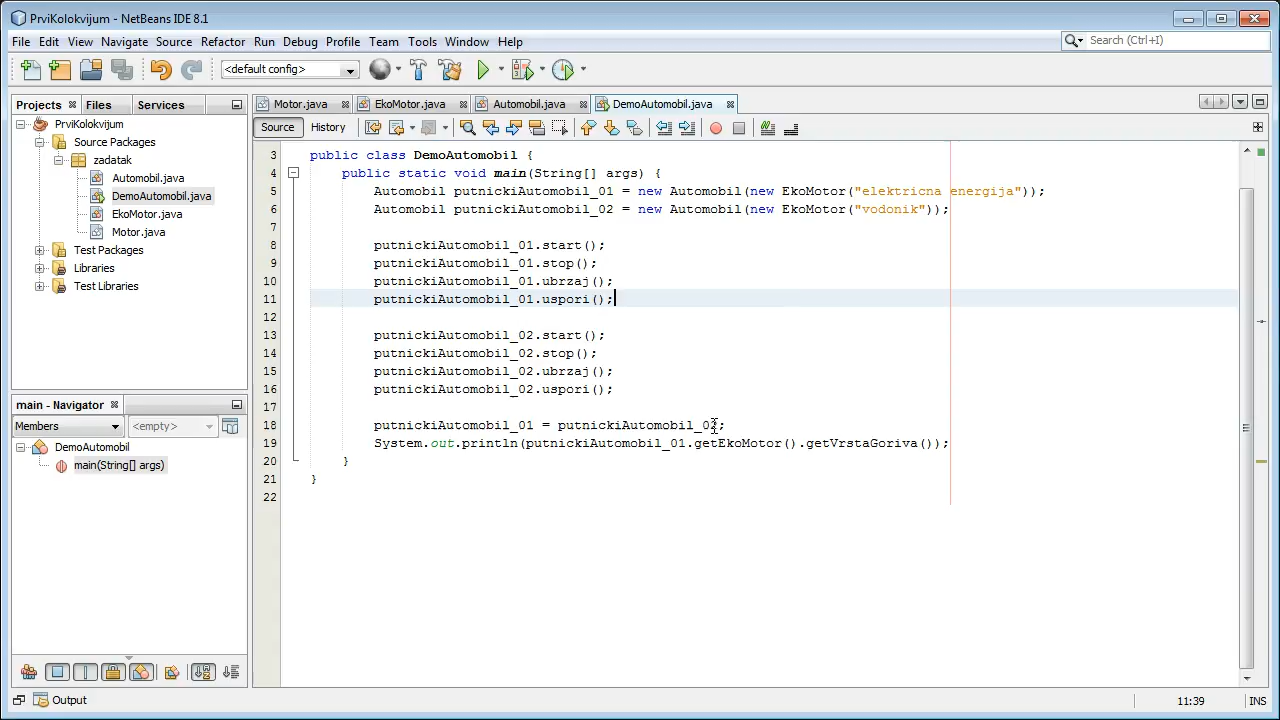 PrviKolokvijum - NetBeans IDE 8.1
File Edit View Navigate Source Refactor Run Debug Profile Team Tools Window Help
Search (Ctrl+I)
<default config>
Projects Files Services
Motor.java EkoMotor.java Automobil.java DemoAutomobil.java
Source History
PrviKolokvijum
Source Packages
zadatak
Automobil.java
DemoAutomobil.java
EkoMotor.java
Motor.java
Test Packages
Libraries
Test Libraries
main - Navigator
Members <empty>
DemoAutomobil
main(String[] args)
3 public class DemoAutomobil {
4 public static void main(String[] args) {
5 Automobil putnickiAutomobil_01 = new Automobil(new EkoMotor("elektricna energija"));
6 Automobil putnickiAutomobil_02 = new Automobil(new EkoMotor("vodonik"));
7
8 putnickiAutomobil_01.start();
9 putnickiAutomobil_01.stop();
10 putnickiAutomobil_01.ubrzaj();
11 putnickiAutomobil_01.uspori();
12
13 putnickiAutomobil_02.start();
14 putnickiAutomobil_02.stop();
15 putnickiAutomobil_02.ubrzaj();
16 putnickiAutomobil_02.uspori();
17
18 putnickiAutomobil_01 = putnickiAutomobil_02;
19 System.out.println(putnickiAutomobil_01.getEkoMotor().getVrstaGoriva());
20 }
21 }
22
Output
11:39 INS